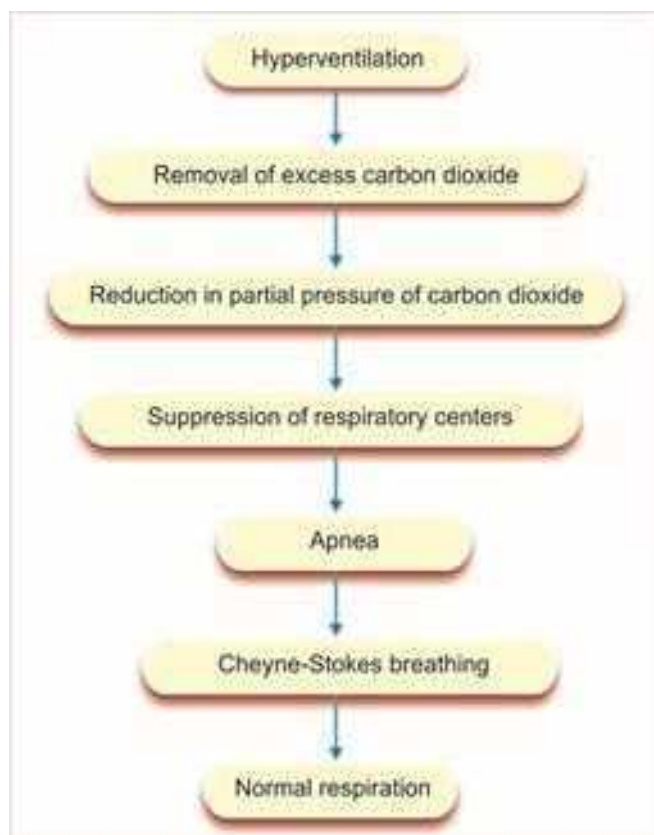 Hyperventilation
Removal of excess carbon dioxide
Reduction in partial pressure of carbon dioxide
Suppression of respiratory centers
Apnea
Cheyne-Stokes breathing
Normal respiration